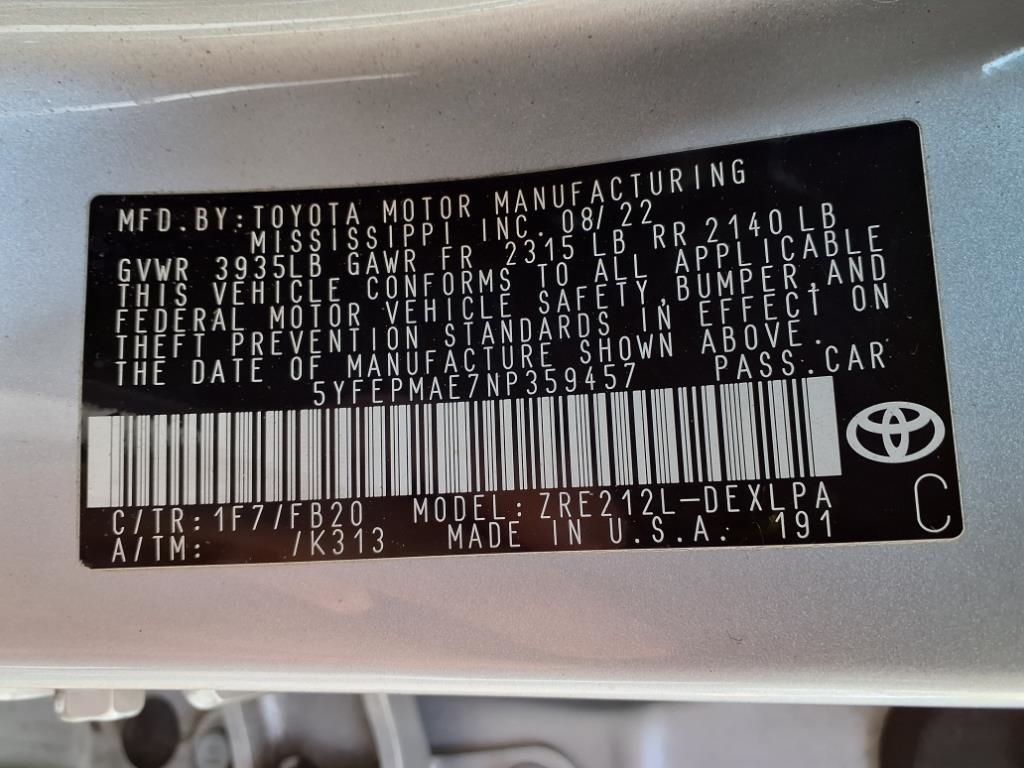 MFD.BY:TOYOTA MOTOR MANUFACTURING
MISSISSIPPI INC. 08/22
GVWR 3935LB GAWR FR 2315 LB RR 2140 LB
THIS VEHICLE CONFORMS TO ALL APPLICABLE
FEDERAL MOTOR VEHICLE SAFETY,BUMPER,AND
THEFT PREVENTION STANDARDS IN EFFECT ON
THE DATE OF MANUFACTURE SHOWN ABOVE.
5YFEPMAE7NP359457 PASS.CAR
C/TR:1F7/FB20 MODEL:ZRE212L-DEXLPA
A/TM: /K313 MADE IN U.S.A. 191
C